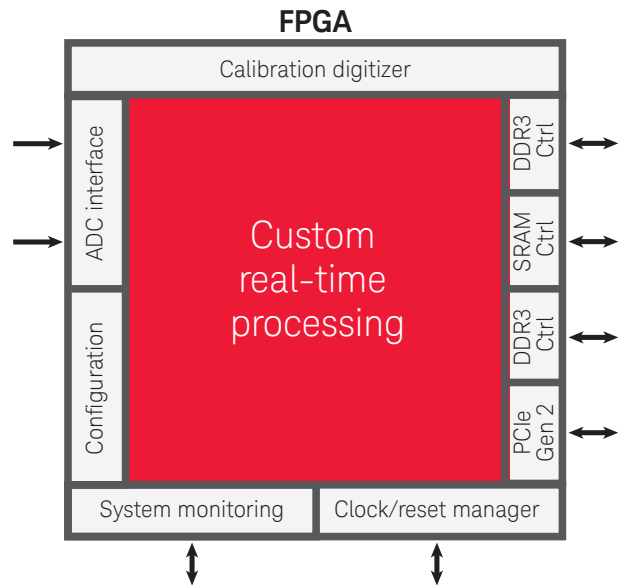 FPGA
Calibration digitizer
ADC interface
Configuration
Custom
real-time
processing
DDR3
Ctrl
SRAM
Ctrl
DDR3
Ctrl
PCIe
Gen 2
System monitoring
Clock/reset manager